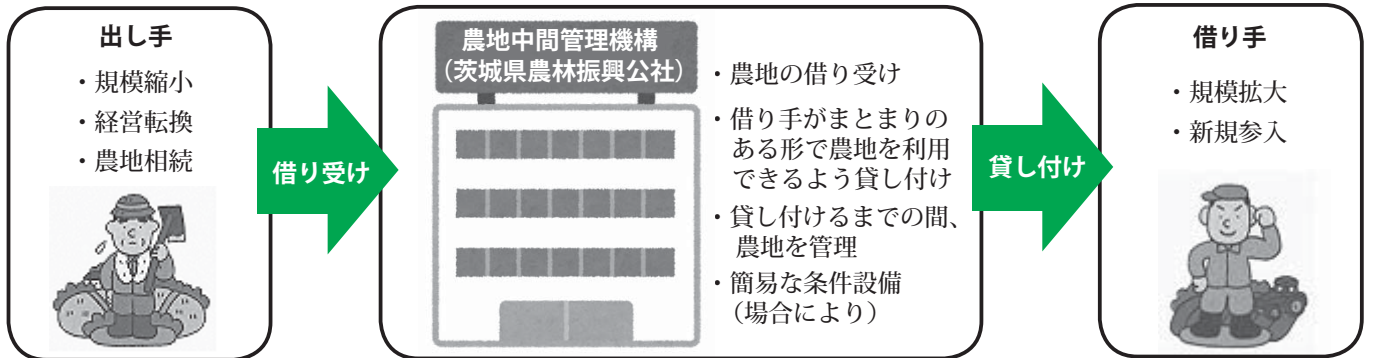 出し手
・規模縮小
・経営転換
・農地相続
借り受け
農地中間管理機構
（茨城県農林振興公社）
・農地の借り受け
・借り手がまとまりの
ある形で農地を利用
できるよう貸し付け
・貸し付けるまでの間、
農地を管理
・簡易な条件設備
（場合により）
貸し付け
借り手
・規模拡大
・新規参入